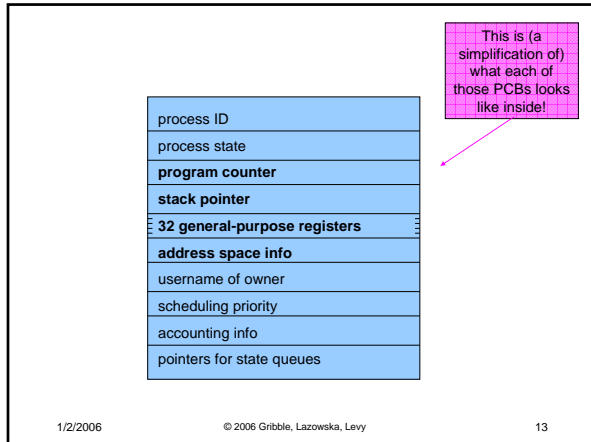 This is (a
simplification of)
what each of
those PCBs looks
like inside!
process ID
process state
program counter
stack pointer
32 general-purpose registers
address space info
username of owner
scheduling priority
accounting info
pointers for state queues
1/2/2006
© 2006 Gribble, Lazowska, Levy
13